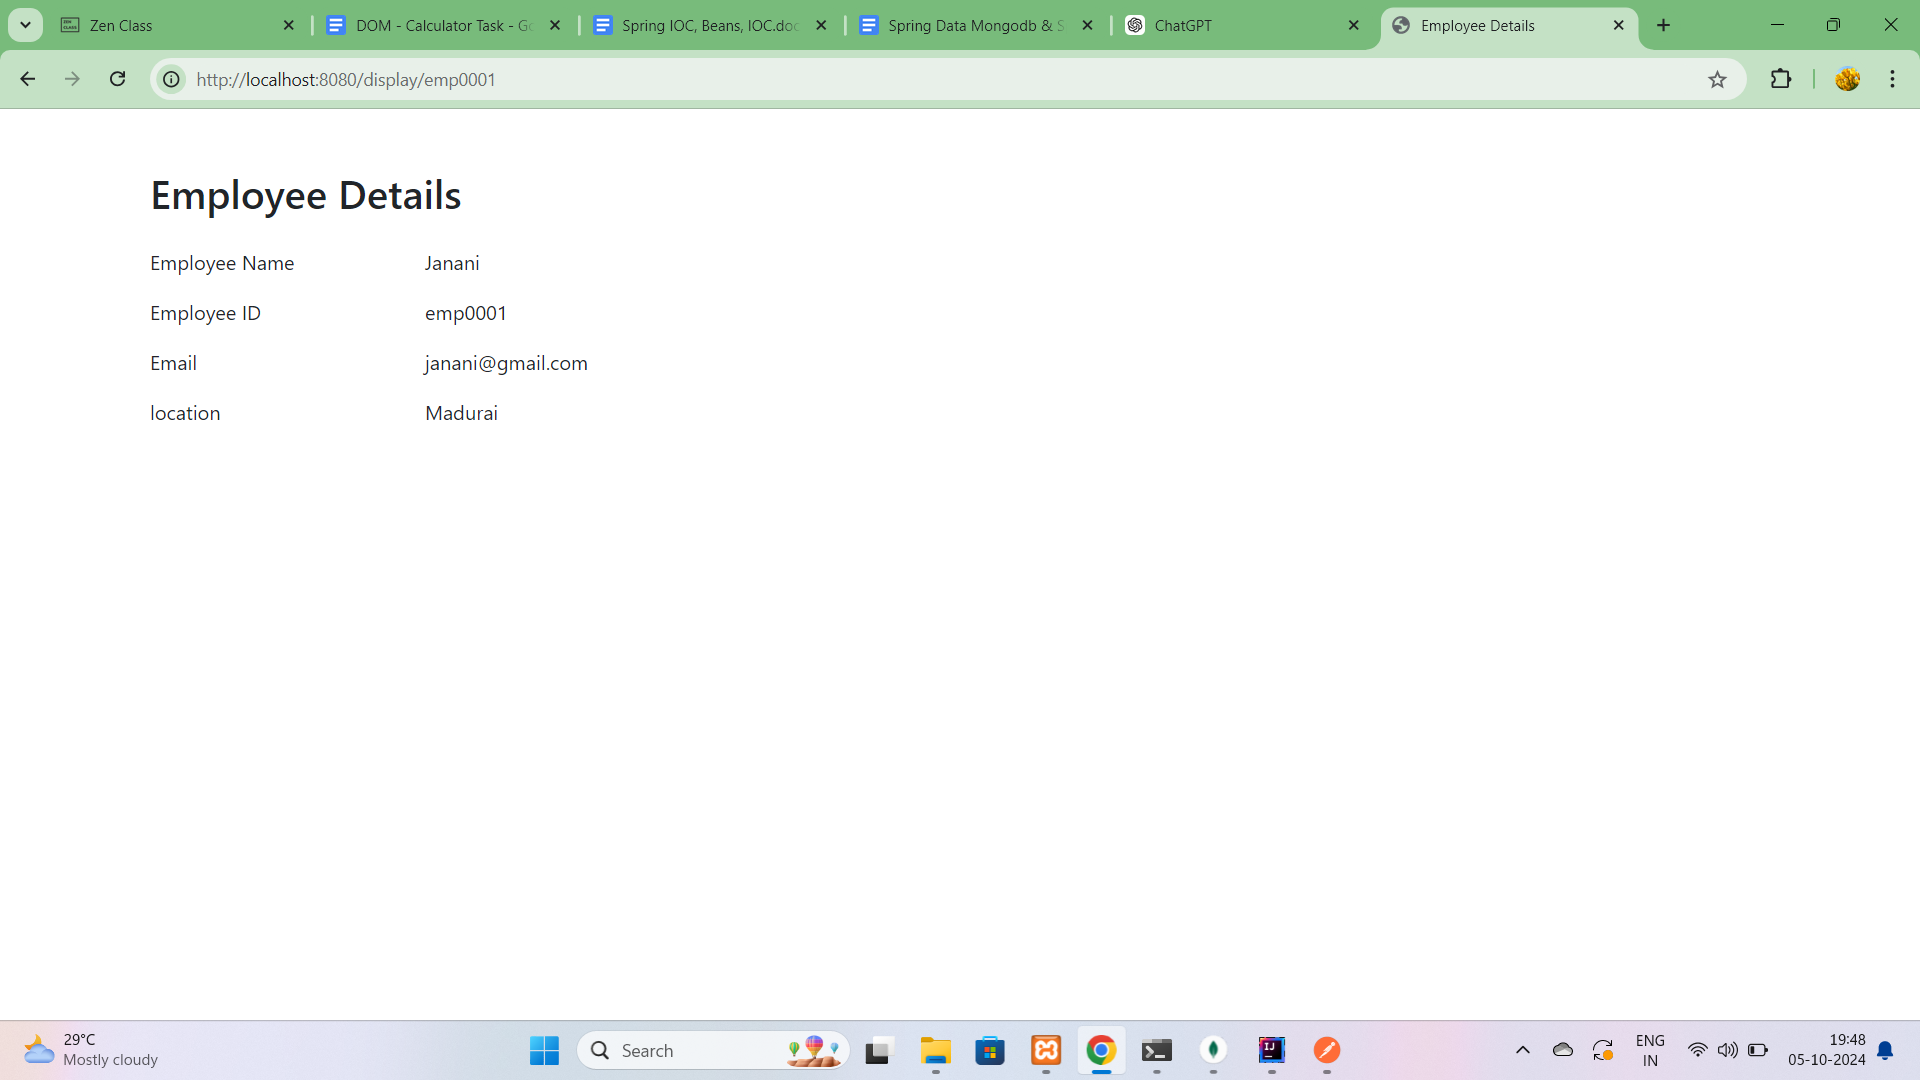 Zen Class
DOM - Calculator Task - Go
Spring IOC, Beans, IOC.doc
Spring Data Mongodb & S
ChatGPT
Employee Details
http://localhost:8080/display/emp0001
Employee Details
Employee Name Janani
Employee ID emp0001
Email janani@gmail.com
location Madurai
29°C
Mostly cloudy
Search
ENG
IN
19:48
05-10-2024